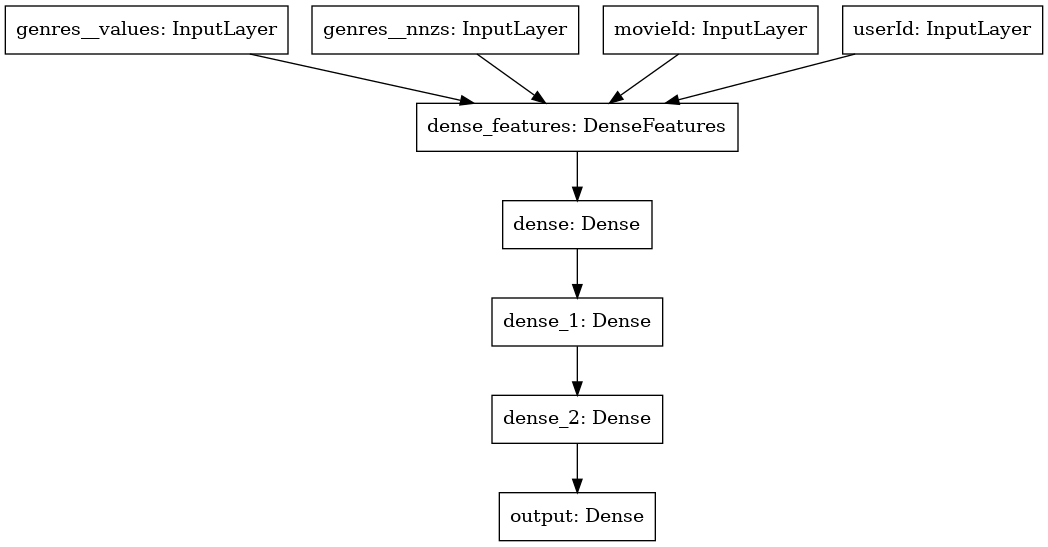 genres__values: InputLayer
genres__nnzs: InputLayer
movieId: InputLayer
userId: InputLayer
dense_features: DenseFeatures
dense: Dense
dense_1: Dense
dense_2: Dense
output: Dense